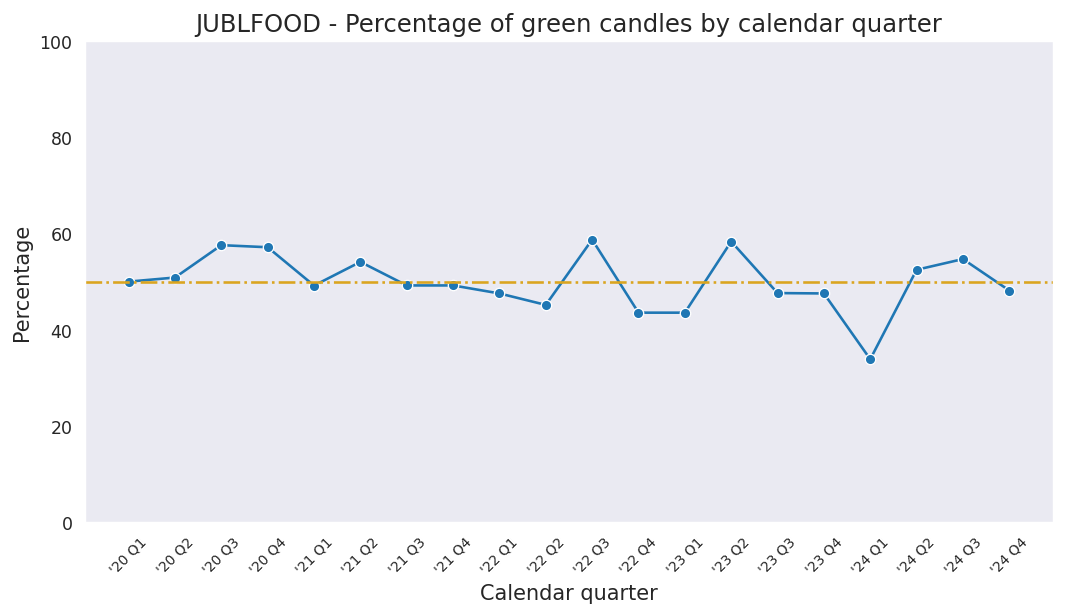 JUBLFOOD - Percentage of green candles by calendar quarter
Percentage
100
80
60
40
20
0
'20 Q1
'20 Q2
'20 Q3
'20 Q4
'21 Q1
'21 Q2
'21 Q3
'21 Q4
'22 Q1
'22 Q2
'22 Q3
'22 Q4
'23 Q1
'23 Q2
'23 Q3
'23 Q4
'24 Q1
'24 Q2
'24 Q3
'24 Q4
Calendar quarter